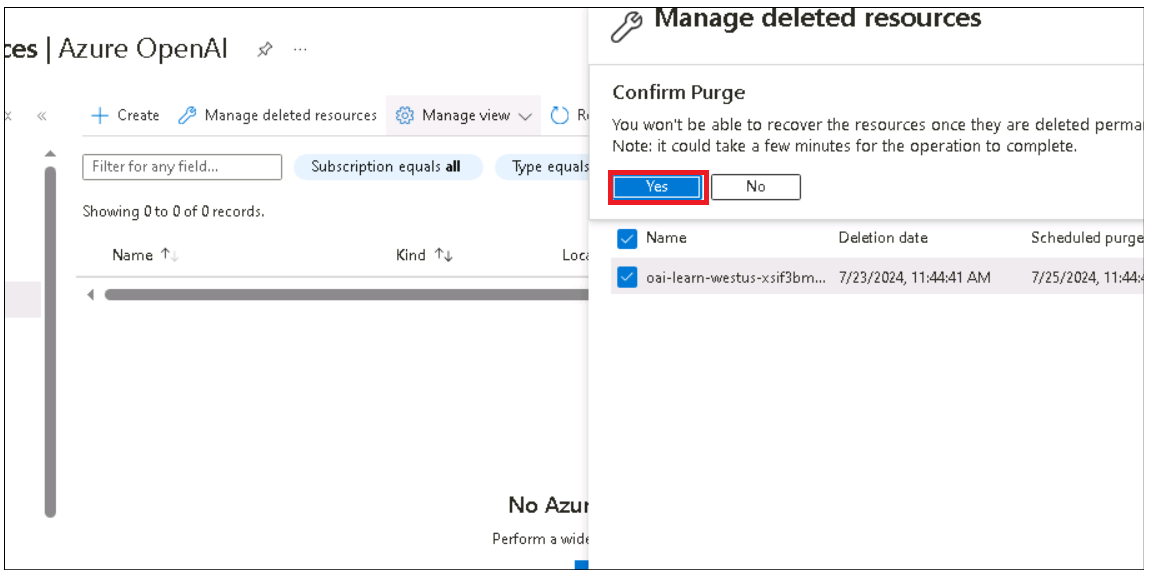 ces | Azure OpenAI
Create Manage deleted resources Manage view
Filter for any field... Subscription equals all Type equals
Showing 0 to 0 of 0 records.
Name Kind Loca
No Azur
Perform a wide
Manage deleted resources
Confirm Purge
You won't be able to recover the resources once they are deleted perma
Note: it could take a few minutes for the operation to complete.
Yes No
Name Deletion date Scheduled purge
oai-learn-westus-xsif3bm... 7/23/2024, 11:44:41 AM 7/25/2024, 11:44:4